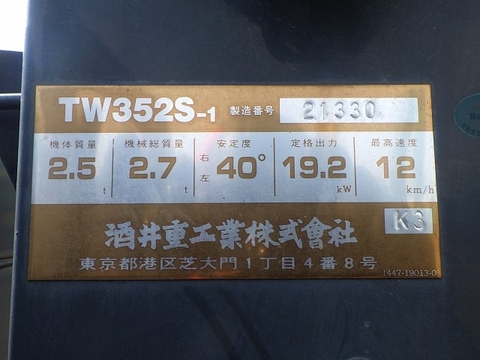 TW352S-1 製造番号 21330
機体質量 機械総質量 安定度 定格出力 最高速度
2.5 t 2.7 t 右左 40° 19.2 kW 12 km/h
K3
酒井重工業株式會社
東京都港区芝大門1丁目4番8号
1447-19013-0